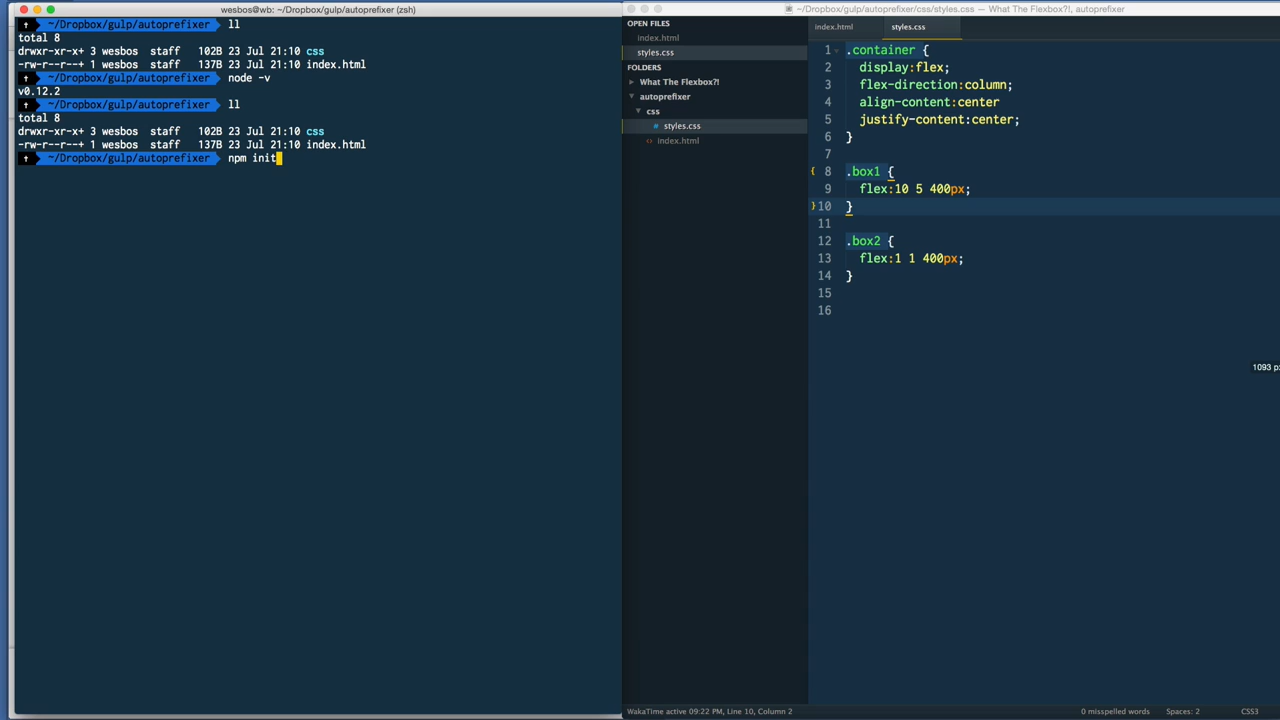 wesbos@wb: ~/Dropbox/gulp/autoprefixer (zsh)
~/Dropbox/gulp/autoprefixer ll
total 8
drwxr-xr-x+ 3 wesbos staff 102B 23 Jul 21:10 css
-rw-r--r--+ 1 wesbos staff 137B 23 Jul 21:10 index.html
~/Dropbox/gulp/autoprefixer node -v
v0.12.2
~/Dropbox/gulp/autoprefixer ll
total 8
drwxr-xr-x+ 3 wesbos staff 102B 23 Jul 21:10 css
-rw-r--r--+ 1 wesbos staff 137B 23 Jul 21:10 index.html
~/Dropbox/gulp/autoprefixer npm init
~/Dropbox/gulp/autoprefixer/css/styles.css — What The Flexbox?!, autoprefixer
OPEN FILES
index.html
styles.css
FOLDERS
What The Flexbox?!
autoprefixer
css
# styles.css
<> index.html
index.html styles.css
1 .container {
2 display:flex;
3 flex-direction:column;
4 align-content:center
5 justify-content:center;
6 }
7
8 .box1 {
9 flex:10 5 400px;
10 }
11
12 .box2 {
13 flex:1 1 400px;
14 }
15
16
1093 p
WakaTime active 09:22 PM, Line 10, Column 2
0 misspelled words
Spaces: 2
CSS3